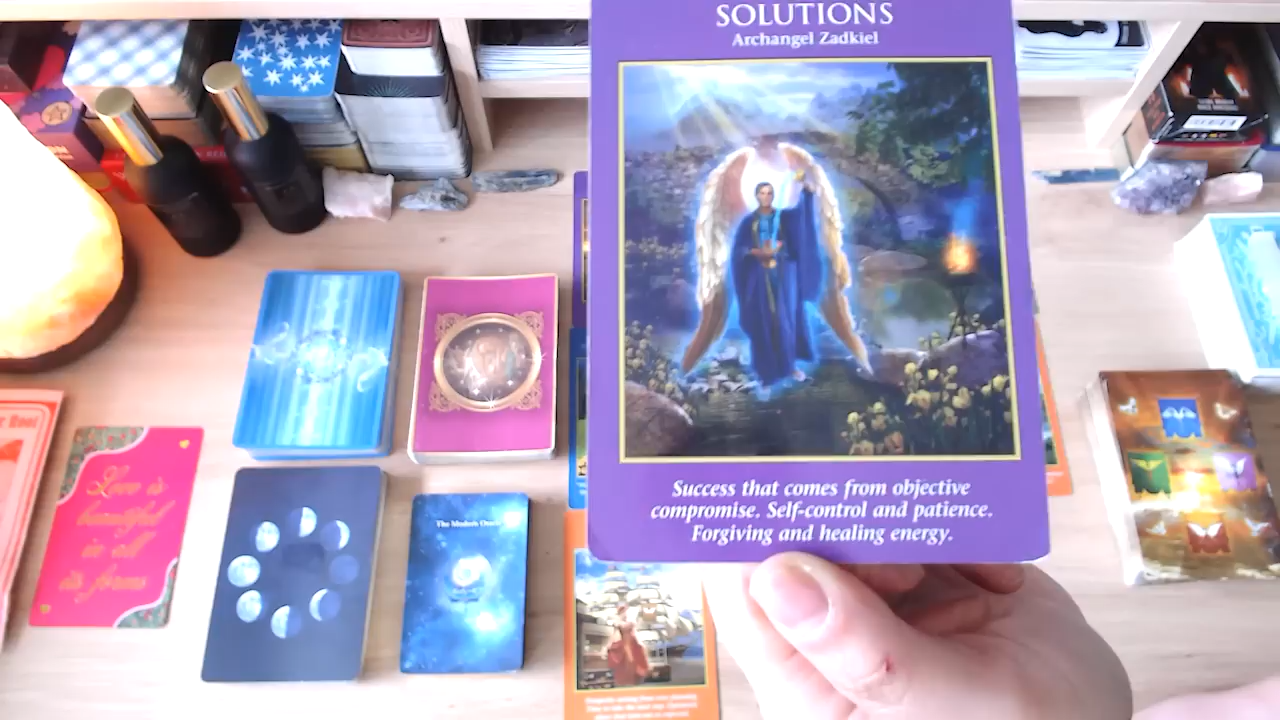 SOLUTIONS
Archangel Zadkiel
Success that comes from objective
compromise. Self-control and patience.
Forgiving and healing energy.
Love is
beautiful
in all
its forms
The Modern Oracle